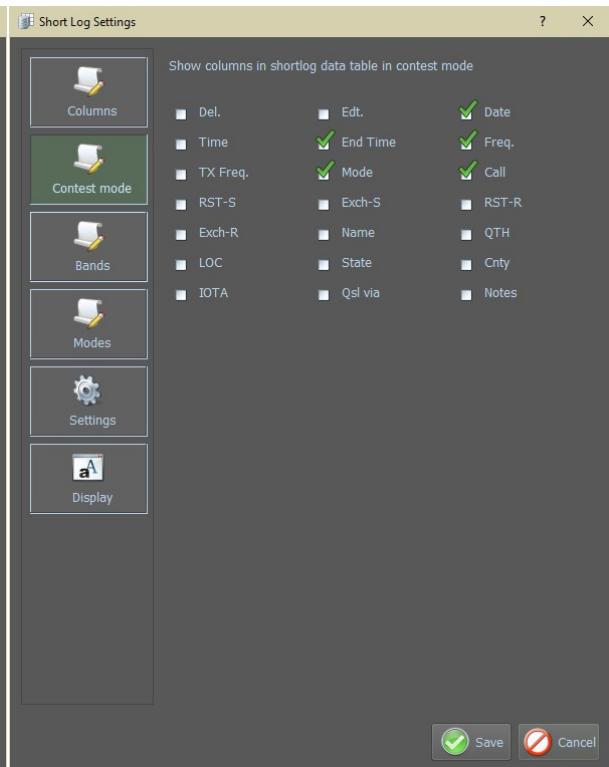 Short Log Settings
?
Show columns in shortlog data table in contest mode
Columns
Contest mode
Bands
Modes
Settings
aA
Display
Del. Edt. Date
Time End Time Freq.
TX Freq. Mode Call
RST-S Exch-S RST-R
Exch-R Name QTH
LOC State Cnty
IOTA Qsl via Notes
Save Cancel